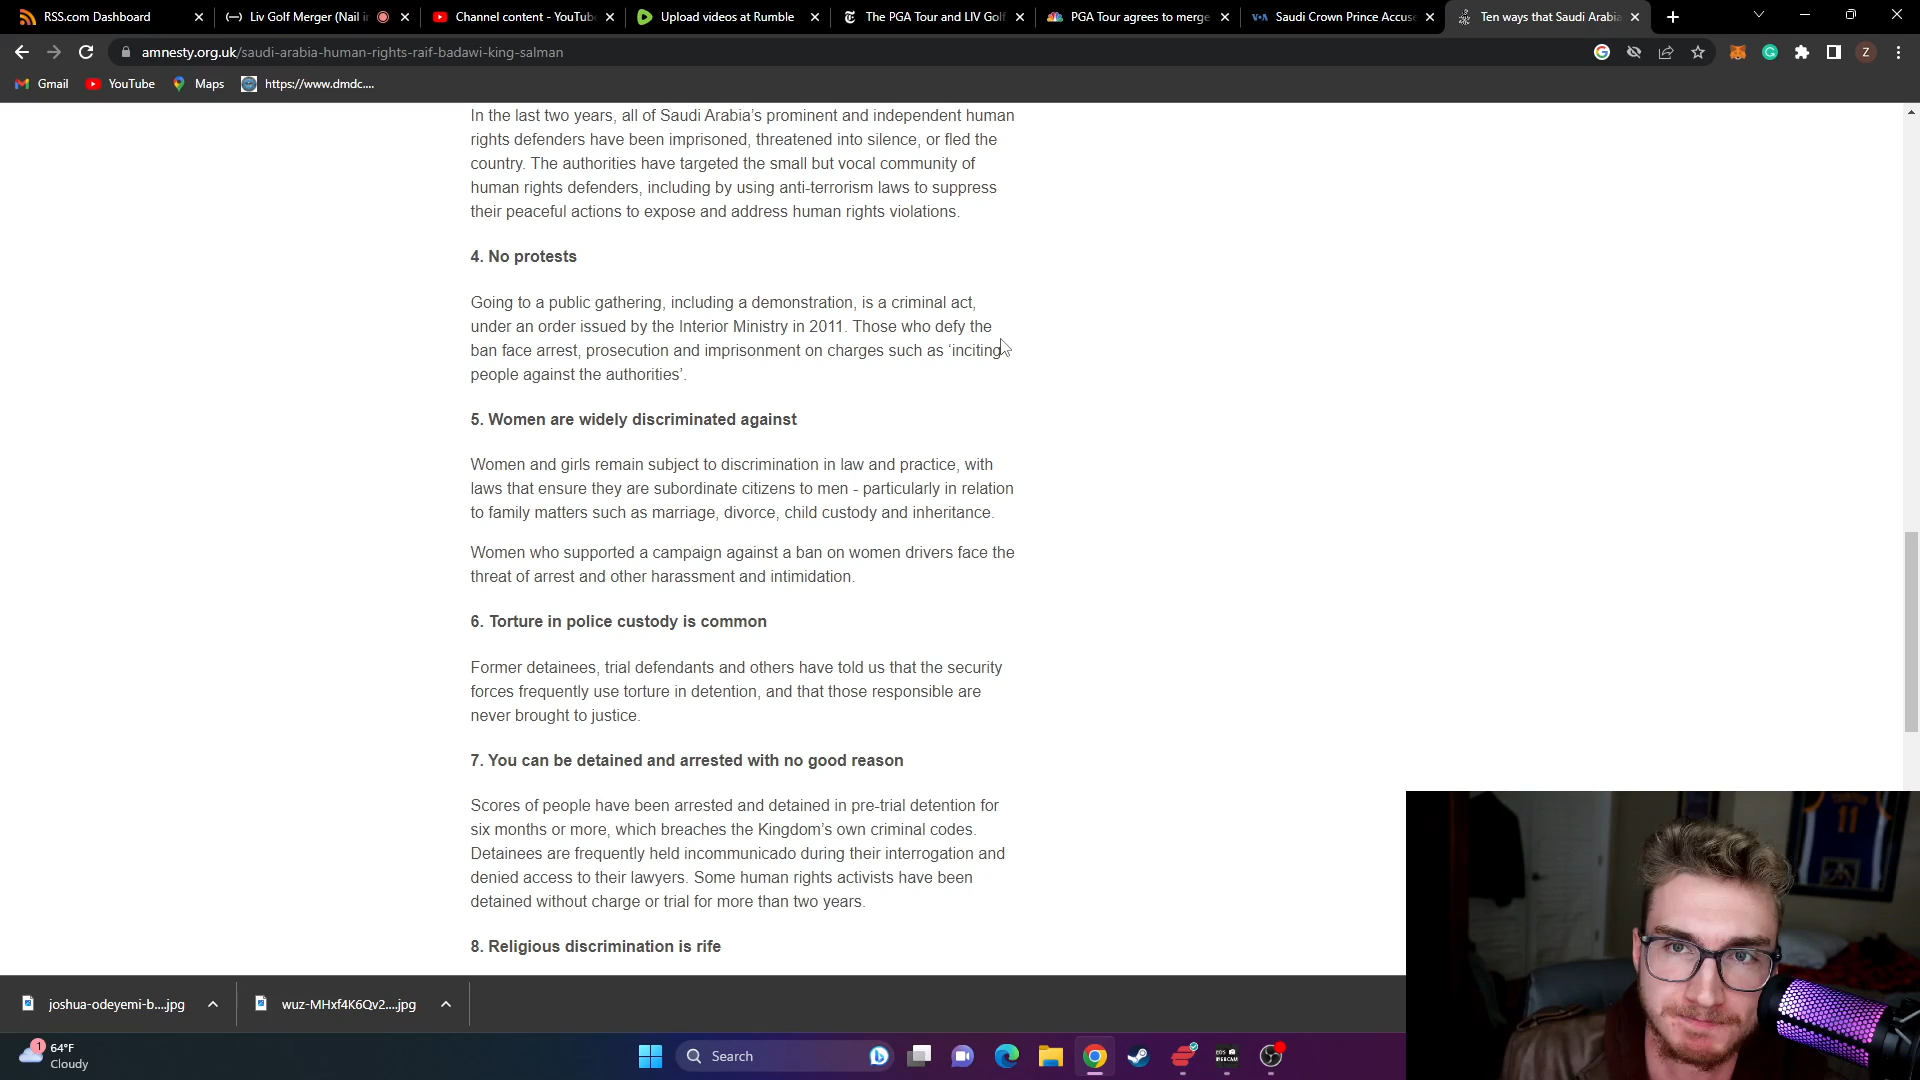 RSS.com Dashboard
Liv Golf Merger (Nail i
Channel content - YouTub
Upload videos at Rumble
The PGA Tour and LIV Golf
PGA Tour agrees to merge
VOA Saudi Crown Prince Accuse
Ten ways that Saudi Arabia
amnesty.org.uk/saudi-arabia-human-rights-raif-badawi-king-salman
Z
Gmail
YouTube
Maps
https://www.dmdc....
In the last two years, all of Saudi Arabia’s prominent and independent human
rights defenders have been imprisoned, threatened into silence, or fled the
country. The authorities have targeted the small but vocal community of
human rights defenders, including by using anti-terrorism laws to suppress
their peaceful actions to expose and address human rights violations.
4. No protests
Going to a public gathering, including a demonstration, is a criminal act,
under an order issued by the Interior Ministry in 2011. Those who defy the
ban face arrest, prosecution and imprisonment on charges such as ‘inciting
people against the authorities’.
5. Women are widely discriminated against
Women and girls remain subject to discrimination in law and practice, with
laws that ensure they are subordinate citizens to men - particularly in relation
to family matters such as marriage, divorce, child custody and inheritance.
Women who supported a campaign against a ban on women drivers face the
threat of arrest and other harassment and intimidation.
6. Torture in police custody is common
Former detainees, trial defendants and others have told us that the security
forces frequently use torture in detention, and that those responsible are
never brought to justice.
7. You can be detained and arrested with no good reason
Scores of people have been arrested and detained in pre-trial detention for
six months or more, which breaches the Kingdom’s own criminal codes.
Detainees are frequently held incommunicado during their interrogation and
denied access to their lawyers. Some human rights activists have been
detained without charge or trial for more than two years.
8. Religious discrimination is rife
11
joshua-odeyemi-b....jpg
wuz-MHxf4K6Qv2....jpg
1
64°F
Cloudy
Search
EOS
WEBCAM